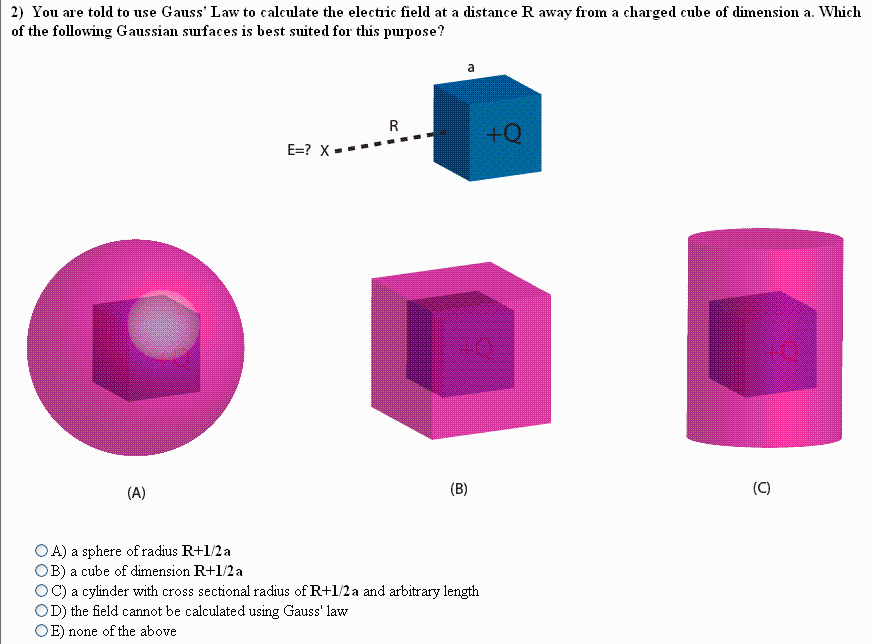 2) You are told to use Gauss' Law to calculate the electric field at a distance R away from a charged cube of dimension a. Which
of the following Gaussian surfaces is best suited for this purpose?
a
R
+Q
E=? X
+Q
+Q
(A)
(B)
(C)
A) a sphere of radius R+1/2a
B) a cube of dimension R+1/2a
C) a cylinder with cross sectional radius of R+1/2a and arbitrary length
D) the field cannot be calculated using Gauss' law
E) none of the above